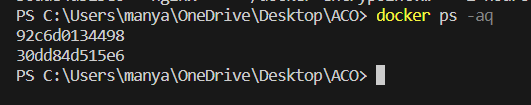 PS C:\Users\manya\OneDrive\Desktop\ACO> docker ps -aq
92c6d0134498
30dd84d515e6
PS C:\Users\manya\OneDrive\Desktop\ACO>